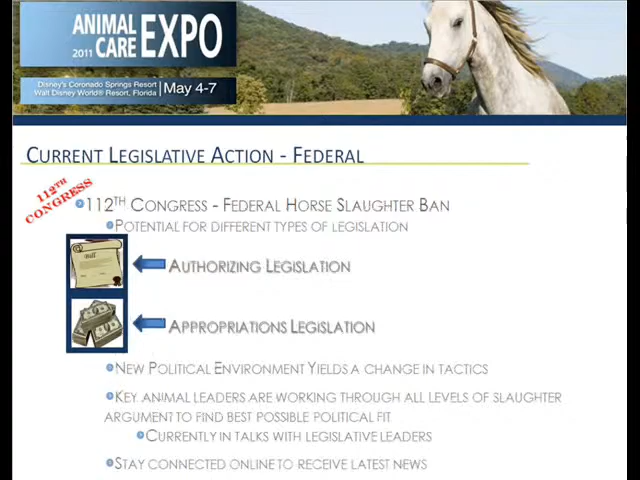 ANIMAL
2011 CARE EXPO
Disney's Coronado Springs Resort
Walt Disney World® Resort, Florida | May 4-7
CURRENT LEGISLATIVE ACTION - FEDERAL
112TH
CONGRESS
112TH CONGRESS - FEDERAL HORSE SLAUGHTER BAN
POTENTIAL FOR DIFFERENT TYPES OF LEGISLATION
Bill
AUTHORIZING LEGISLATION
APPROPRIATIONS LEGISLATION
NEW POLITICAL ENVIRONMENT YIELDS A CHANGE IN TACTICS
KEY ANIMAL LEADERS ARE WORKING THROUGH ALL LEVELS OF SLAUGHTER
ARGUMENT TO FIND BEST POSSIBLE POLITICAL FIT
CURRENTLY IN TALKS WITH LEGISLATIVE LEADERS
STAY CONNECTED ONLINE TO RECEIVE LATEST NEWS